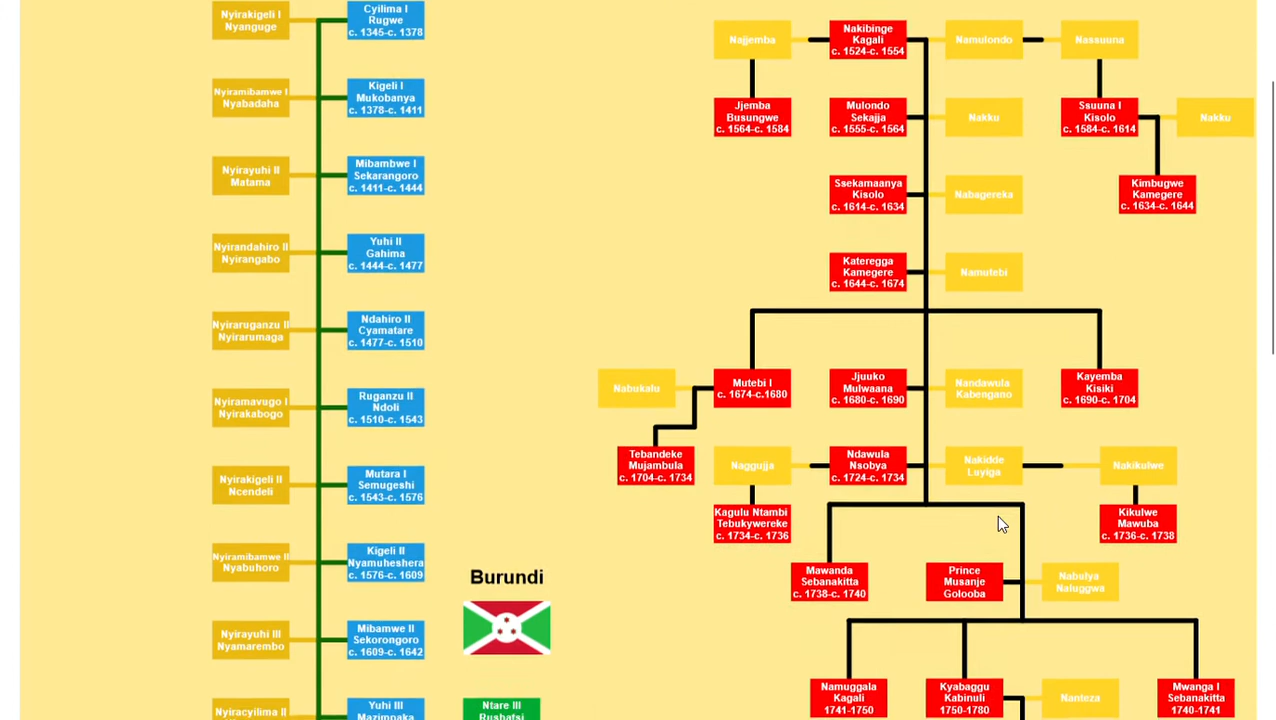 Nyirakigeli I
Nyanguge
Cyilima I
Rugwe
c. 1345-c. 1378
Nyiramibamwe I
Nyabadaha
Kigeli I
Mukobanya
c. 1378-c. 1411
Nyirayuhi II
Matama
Mibambwe I
Sekarangoro
c. 1411-c. 1444
Nyirandahiro II
Nyirangabo
Yuhi II
Gahima
c. 1444-c. 1477
Nyiraruganzu II
Nyirarumaga
Ndahiro II
Cyamatare
c. 1477-c. 1510
Nyiramavugo I
Nyirakabogo
Ruganzu II
Ndoli
c. 1510-c. 1543
Nyirakigeli II
Ncendeli
Mutara I
Semugeshi
c. 1543-c. 1576
Nyiramibamwe II
Nyabuhoro
Kigeli II
Nyamuheshera
c. 1576-c. 1609
Nyirayuhi III
Nyamarembo
Mibamwe II
Sekorongoro
c. 1609-c. 1642
Nyiracyilima II
Yuhi III
Mazimpaka
Burundi
Ntare III
Rushatsi
Najjemba
Nakibinge
Kagali
c. 1524-c. 1554
Namulondo
Nassuuna
Jjemba
Busungwe
c. 1564-c. 1584
Mulondo
Sekajja
c. 1555-c. 1564
Nakku
Ssuuna I
Kisolo
c. 1584-c. 1614
Nakku
Ssekamaanya
Kisolo
c. 1614-c. 1634
Nabagereka
Kimbugwe
Kamegere
c. 1634-c. 1644
Kateregga
Kamegere
c. 1644-c. 1674
Namutebi
Nabukalu
Mutebi I
c. 1674-c.1680
Jjuuko
Mulwaana
c. 1680-c. 1690
Nandawula
Kabengano
Kayemba
Kisiki
c. 1690-c. 1704
Tebandeke
Mujambula
c. 1704-c. 1734
Naggujja
Ndawula
Nsobya
c. 1724-c. 1734
Nakidde
Luyiga
Nakikulwe
Kagulu Ntambi
Tebukywereke
c. 1734-c. 1736
Kikulwe
Mawuba
c. 1736-c. 1738
Mawanda
Sebanakitta
c. 1738-c. 1740
Prince
Musanje
Golooba
Nabulya
Naluggwa
Namuggala
Kagali
1741-1750
Kyabaggu
Kabinuli
1750-1780
Nanteza
Mwanga I
Sebanakitta
1740-1741